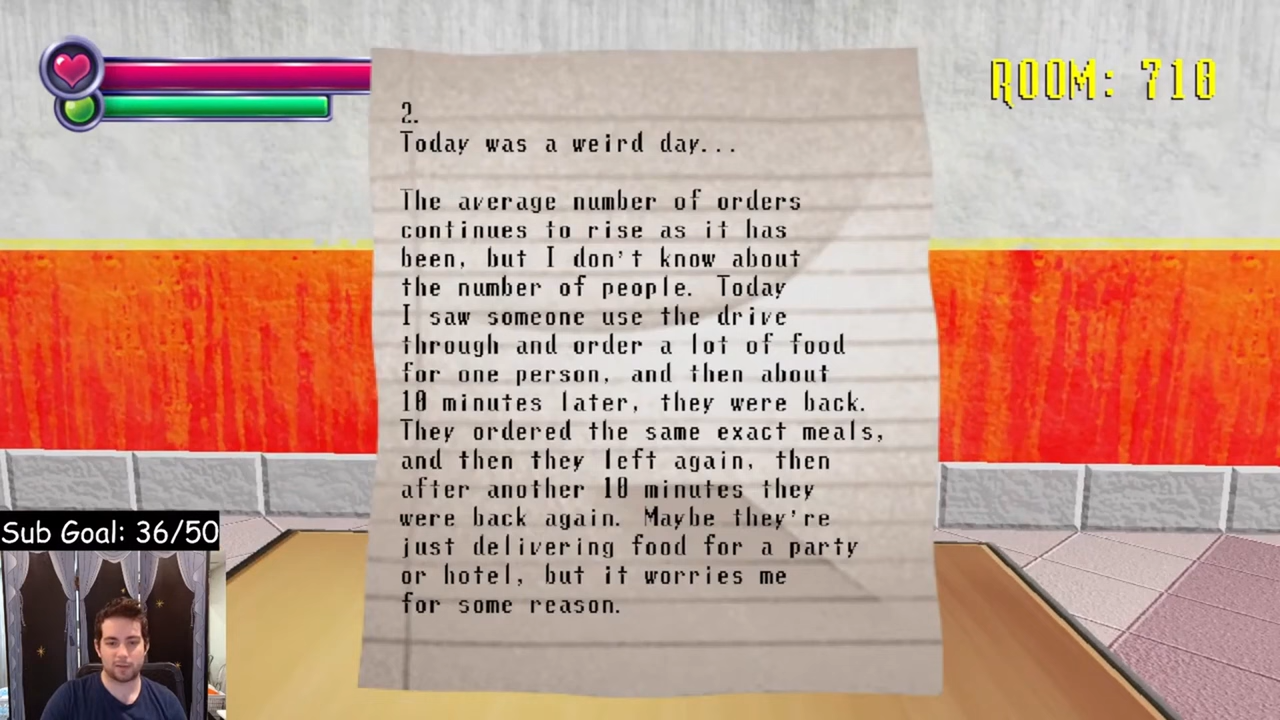 ROOM: 710
2.
Today was a weird day...
The average number of orders
continues to rise as it has
been, but I don't know about
the number of people. Today
I saw someone use the drive
through and order a lot of food
for one person, and then about
10 minutes later, they were back.
They ordered the same exact meals,
and then they left again, then
after another 10 minutes they
were back again. Maybe they're
just delivering food for a party
or hotel, but it worries me
for some reason.
Sub Goal: 36/50